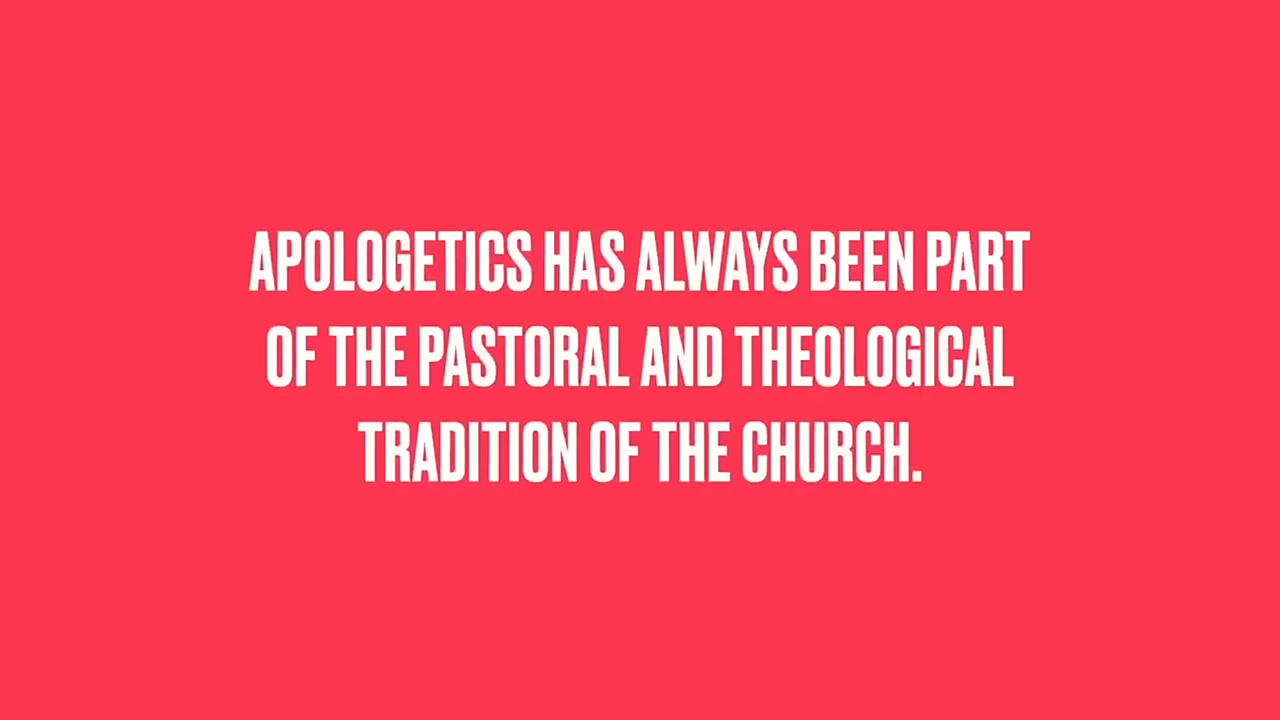 APOLOGETICS HAS ALWAYS BEEN PART
OF THE PASTORAL AND THEOLOGICAL
TRADITION OF THE CHURCH.